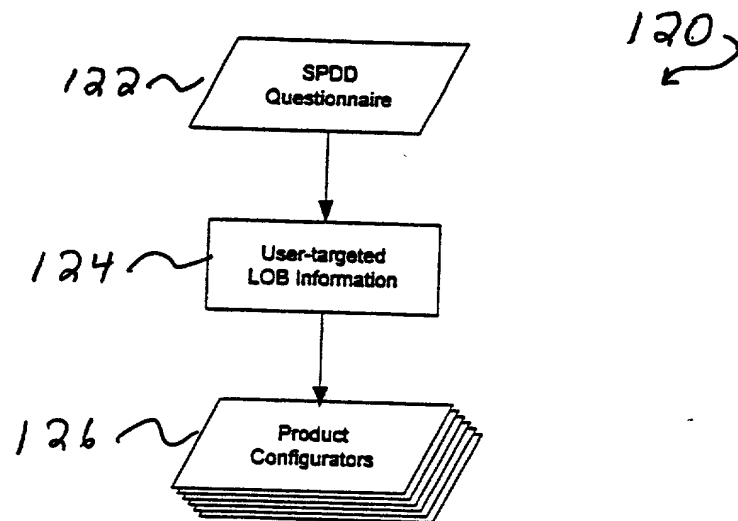 120
122
SPDD
Questionnaire
124
User-targeted
LOB Information
126
Product
Configurators